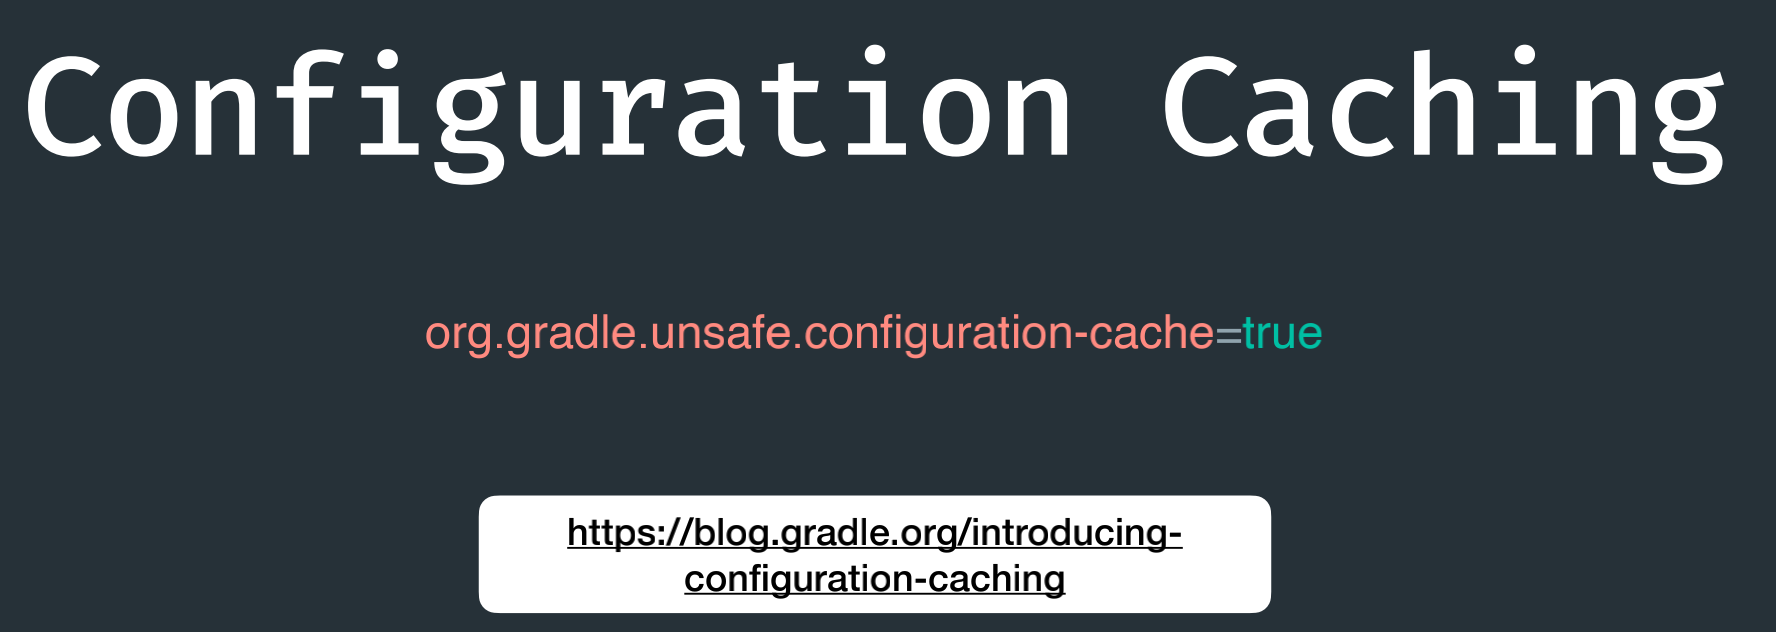 Configuration Caching
org.gradle.unsafe.configuration-cache=true
https://blog.gradle.org/introducing-
configuration-caching